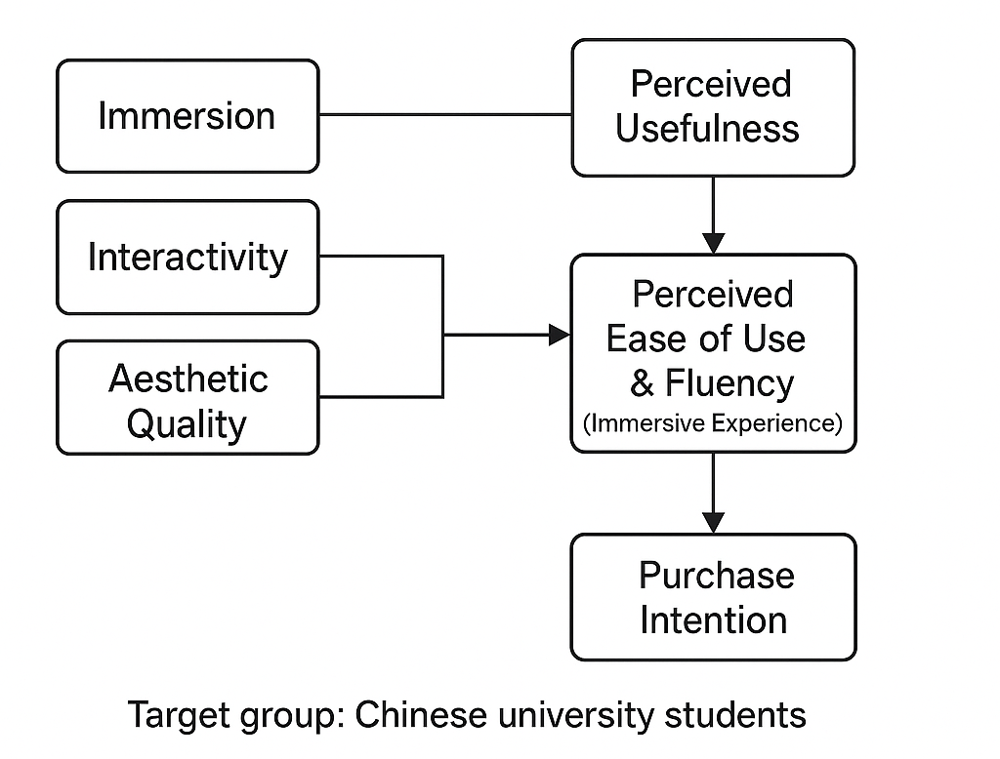 Immersion
Perceived
Usefulness
Interactivity
Aesthetic
Quality
Perceived
Ease of Use
& Fluency
(Immersive Experience)
Purchase
Intention
Target group: Chinese university students